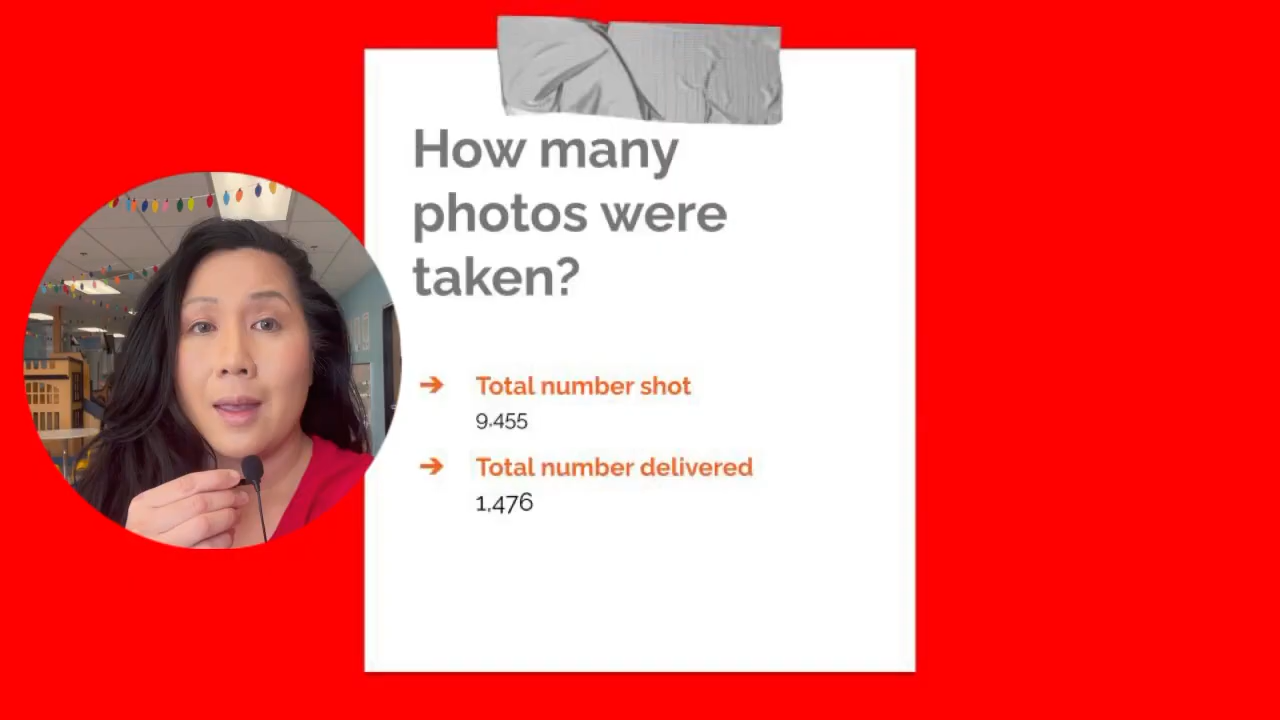 How many
photos were
taken?
➔ Total number shot
9,455
➔ Total number delivered
1,476